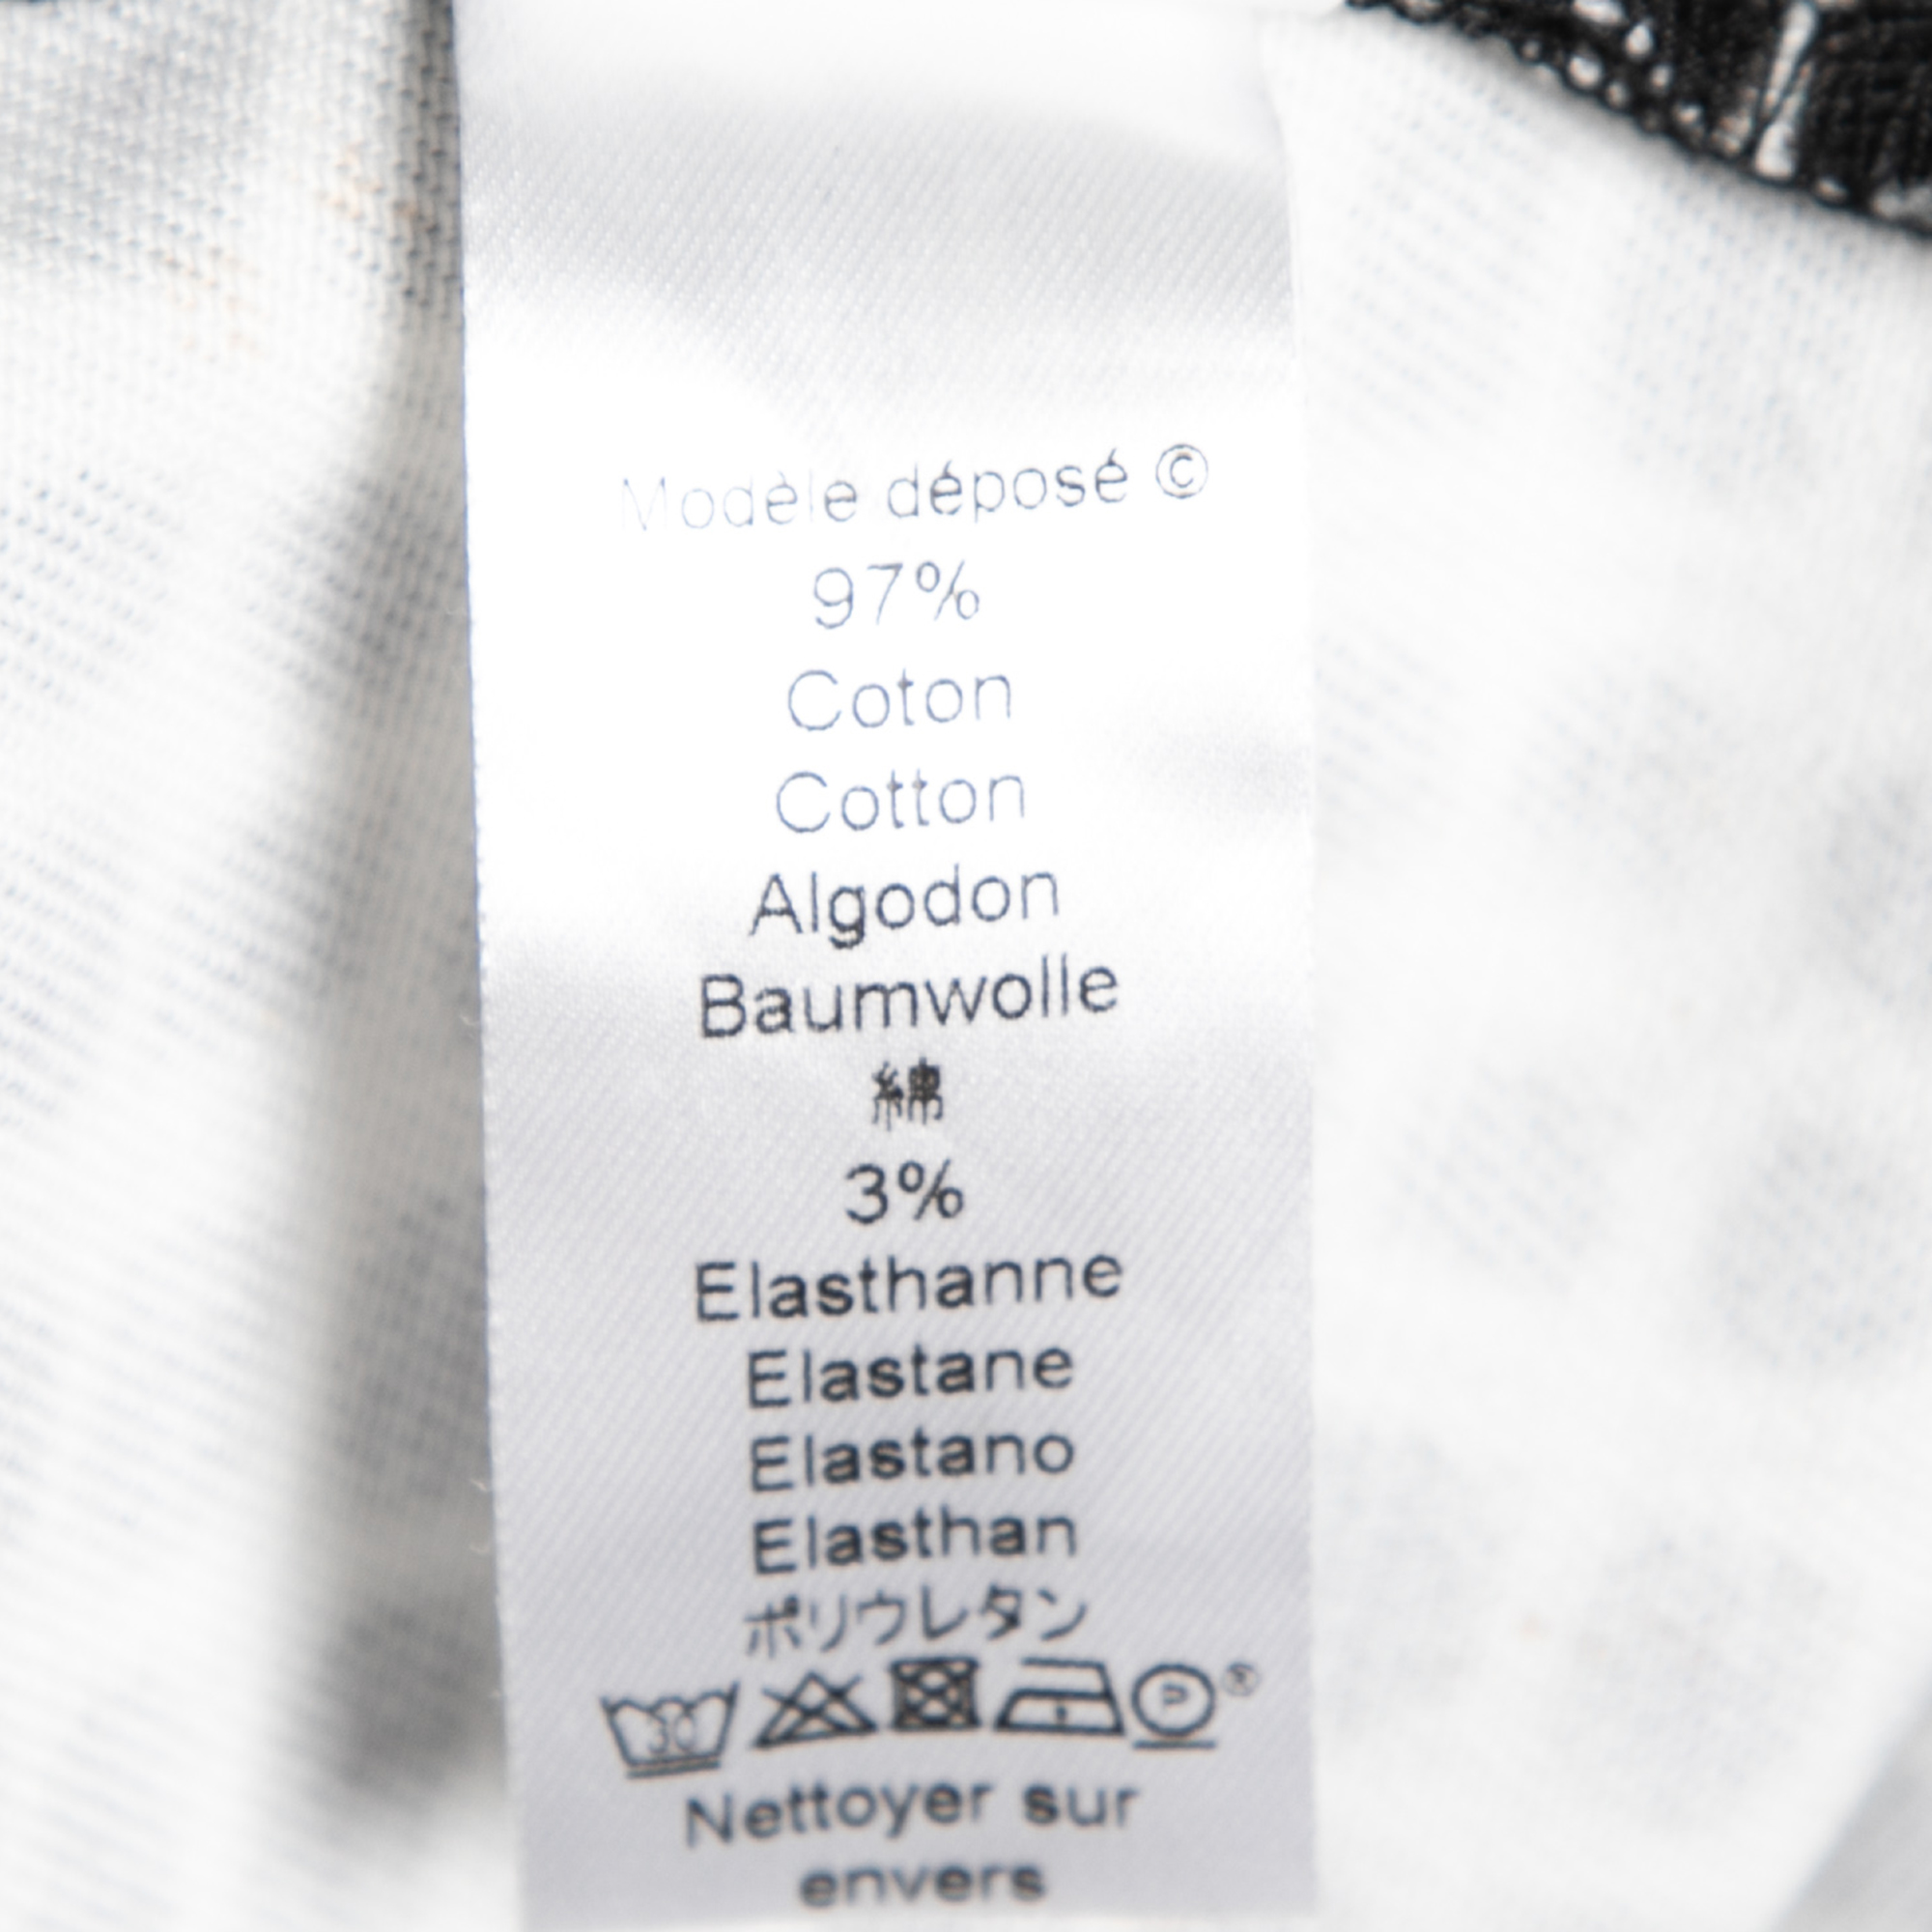 Modèle déposé ©
97%
Coton
Cotton
Algodon
Baumwolle
綿
3%
Elasthanne
Elastane
Elastano
Elasthan
ポリウレタン
30 P ®
Nettoyer sur
envers